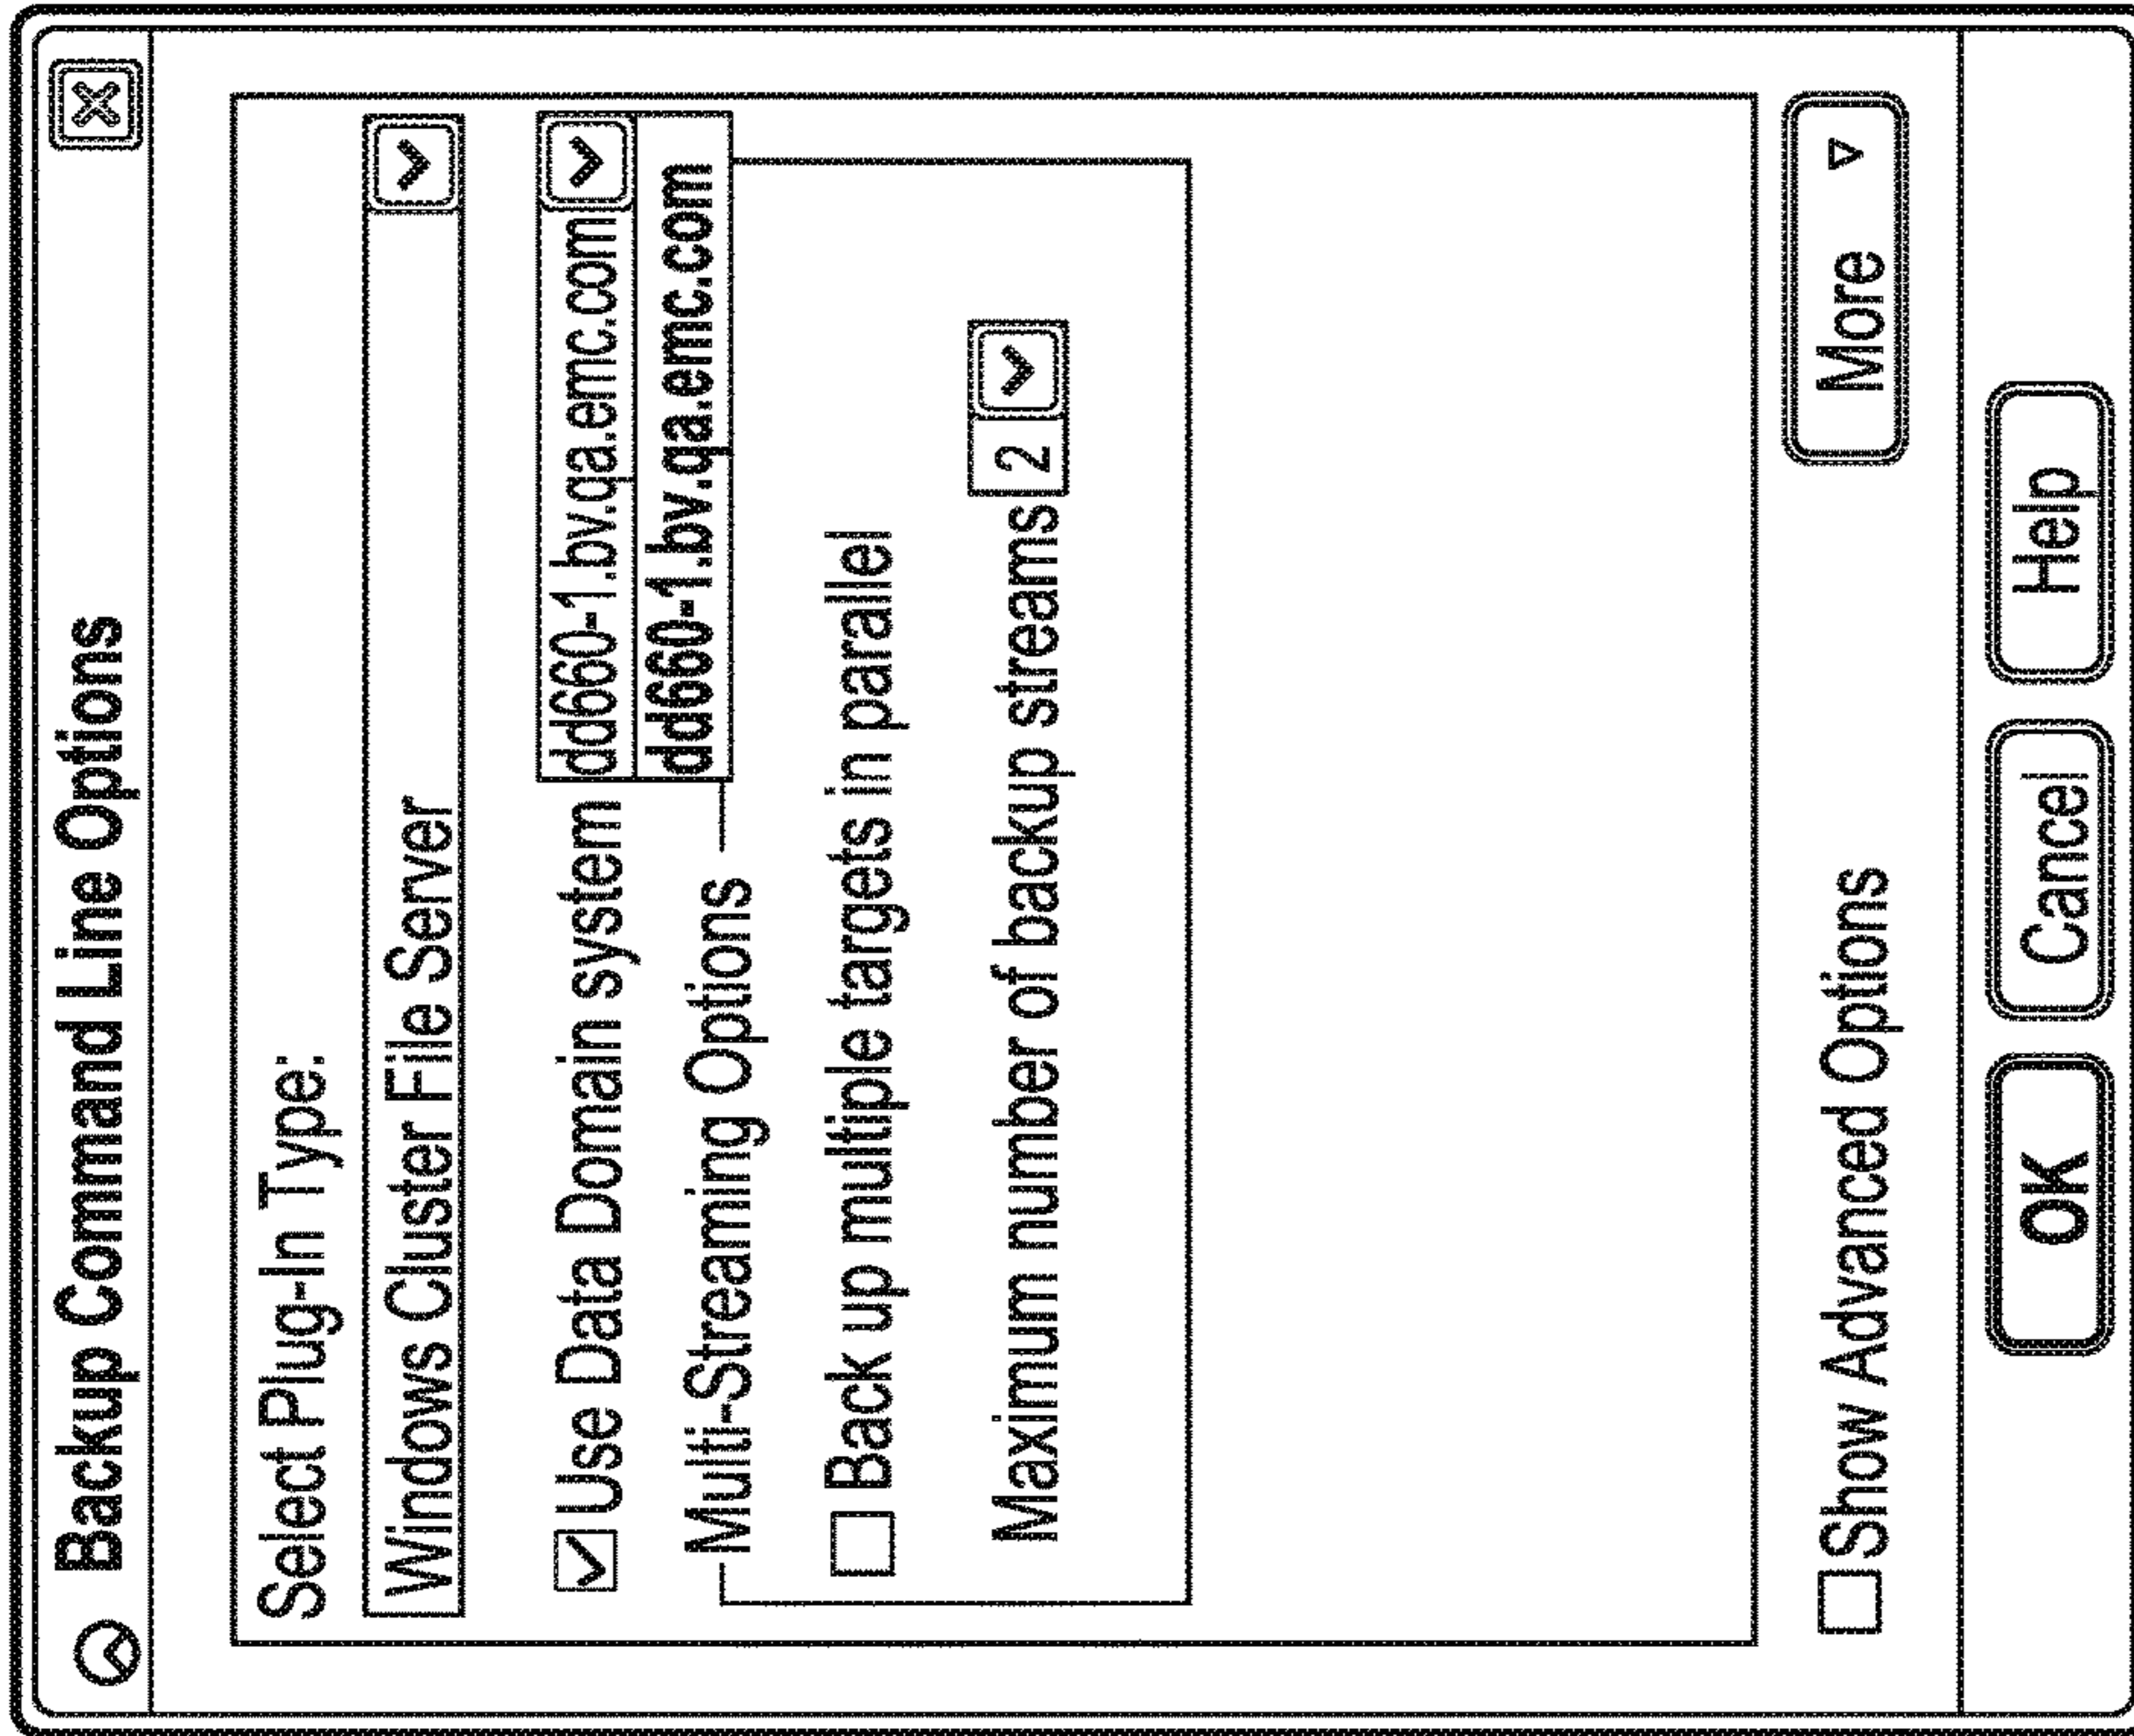 Backup Command Line Options
Select Plug-In Type:
Windows Cluster File Server
Use Data Domain system dd660-1.bv.qa.emc.com
dd660-1.bv.qa.emc.com
Multi-Streaming Options
Back up multiple targets in parallel
Maximum number of backup streams 2
Show Advanced Options More
OK Cancel Help